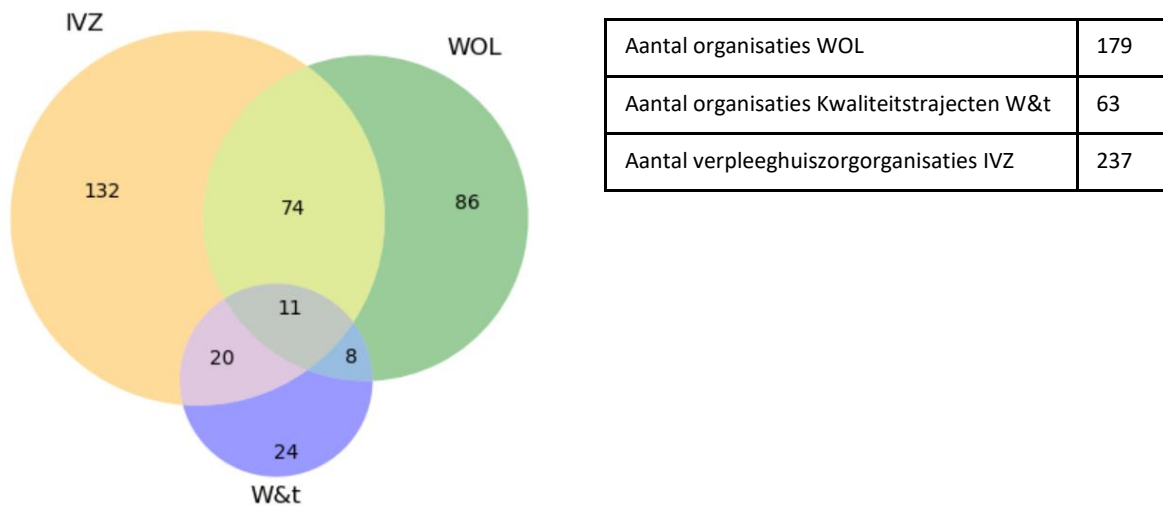 IVZ
WOL
132
74
86
11
20
8
24
W&t
Aantal organisaties WOL 179
Aantal organisaties Kwaliteitstrajecten W&t 63
Aantal verpleeghuiszorgorganisaties IVZ 237